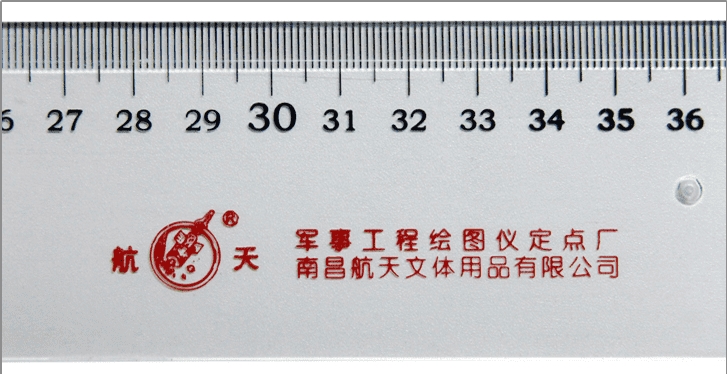 6 27 28 29 30 31 32 33 34 35 36
®
航 天
军事工程绘图仪定点厂
南昌航天文体用品有限公司